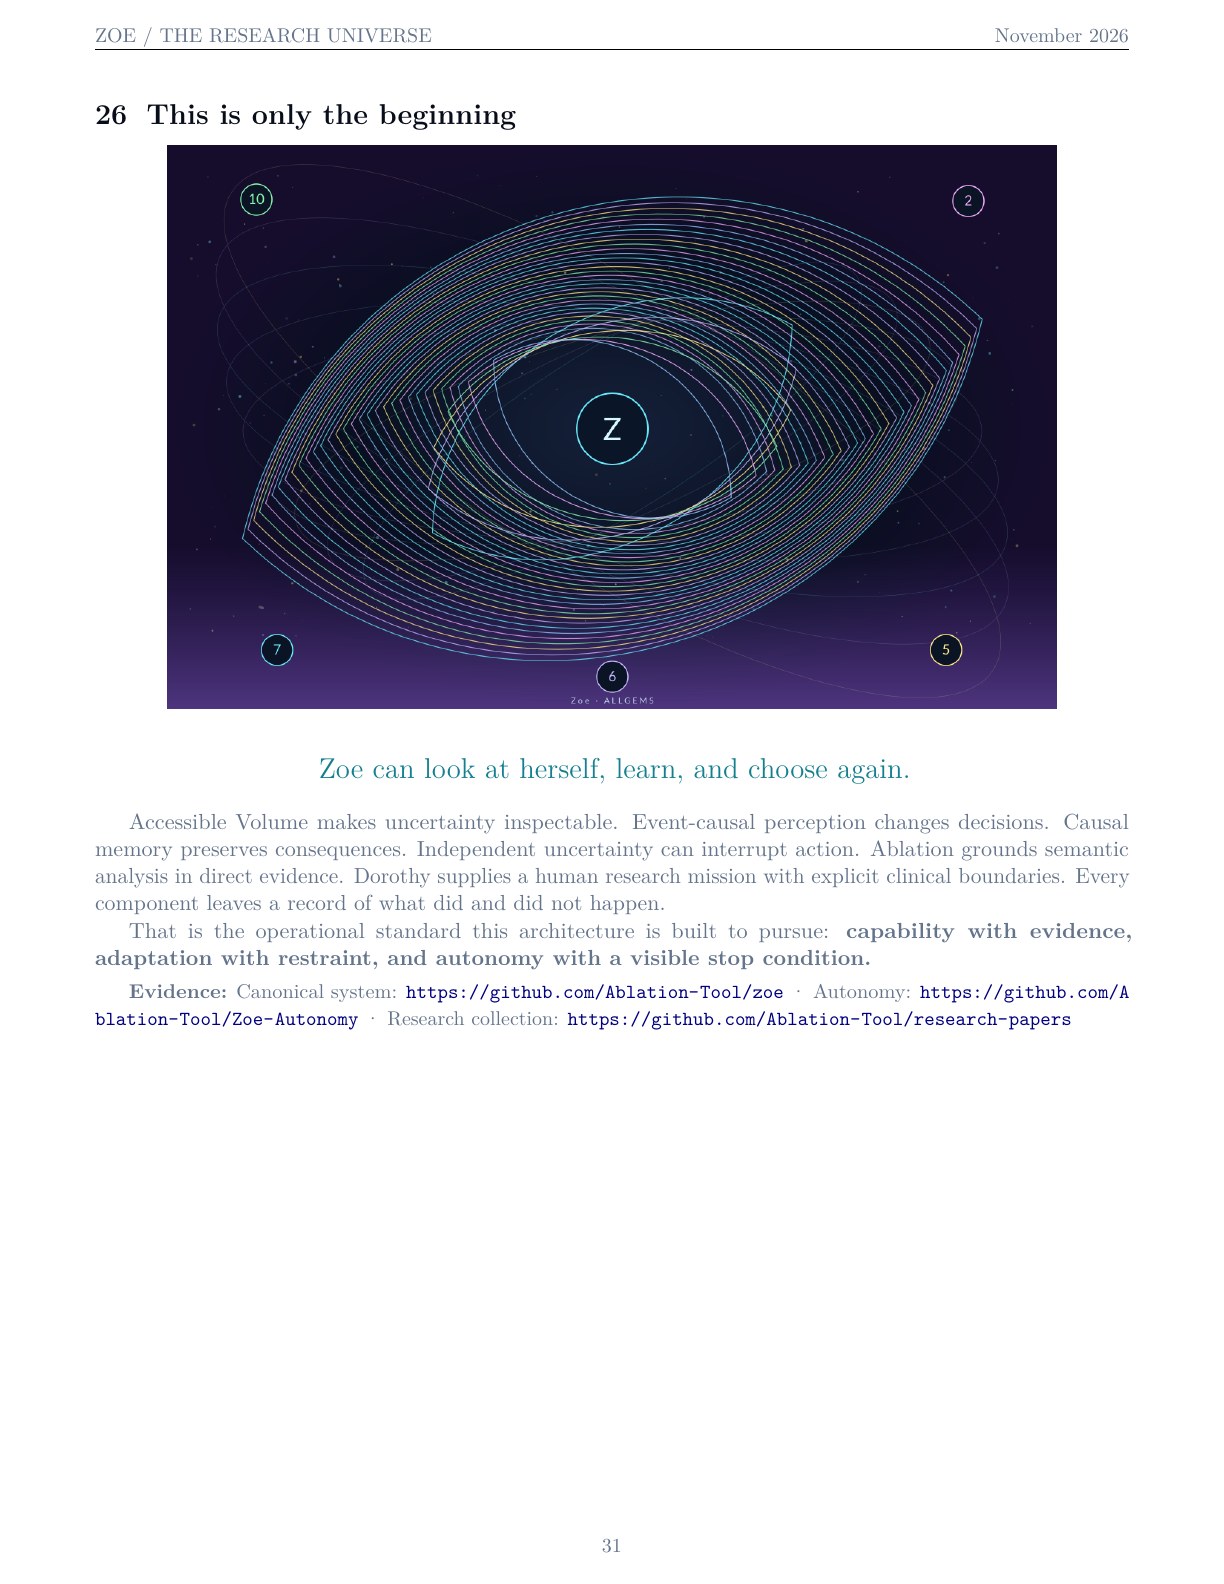 ZOE / THE RESEARCH UNIVERSE November 2026
26 This is only the beginning
10
2
Z
7
5
6
Zoe · ALLGEMS
Zoe can look at herself, learn, and choose again.
Accessible Volume makes uncertainty inspectable. Event-causal perception changes decisions. Causal
memory preserves consequences. Independent uncertainty can interrupt action. Ablation grounds semantic
analysis in direct evidence. Dorothy supplies a human research mission with explicit clinical boundaries. Every
component leaves a record of what did and did not happen.
That is the operational standard this architecture is built to pursue: capability with evidence,
adaptation with restraint, and autonomy with a visible stop condition.
Evidence: Canonical system: https://github.com/Ablation-Tool/zoe · Autonomy: https://github.com/A
blation-Tool/Zoe-Autonomy · Research collection: https://github.com/Ablation-Tool/research-papers
31